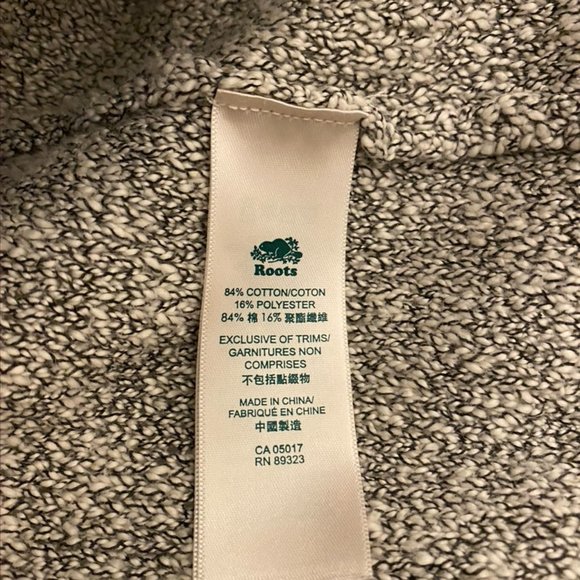 Roots
84% COTTON/COTON
16% POLYESTER
84% 棉 16% 聚酯纖維
EXCLUSIVE OF TRIMS/
GARNITURES NON
COMPRISES
不包括點綴物
MADE IN CHINA/
FABRIQUÉ EN CHINE
中國製造
CA 05017
RN 89323